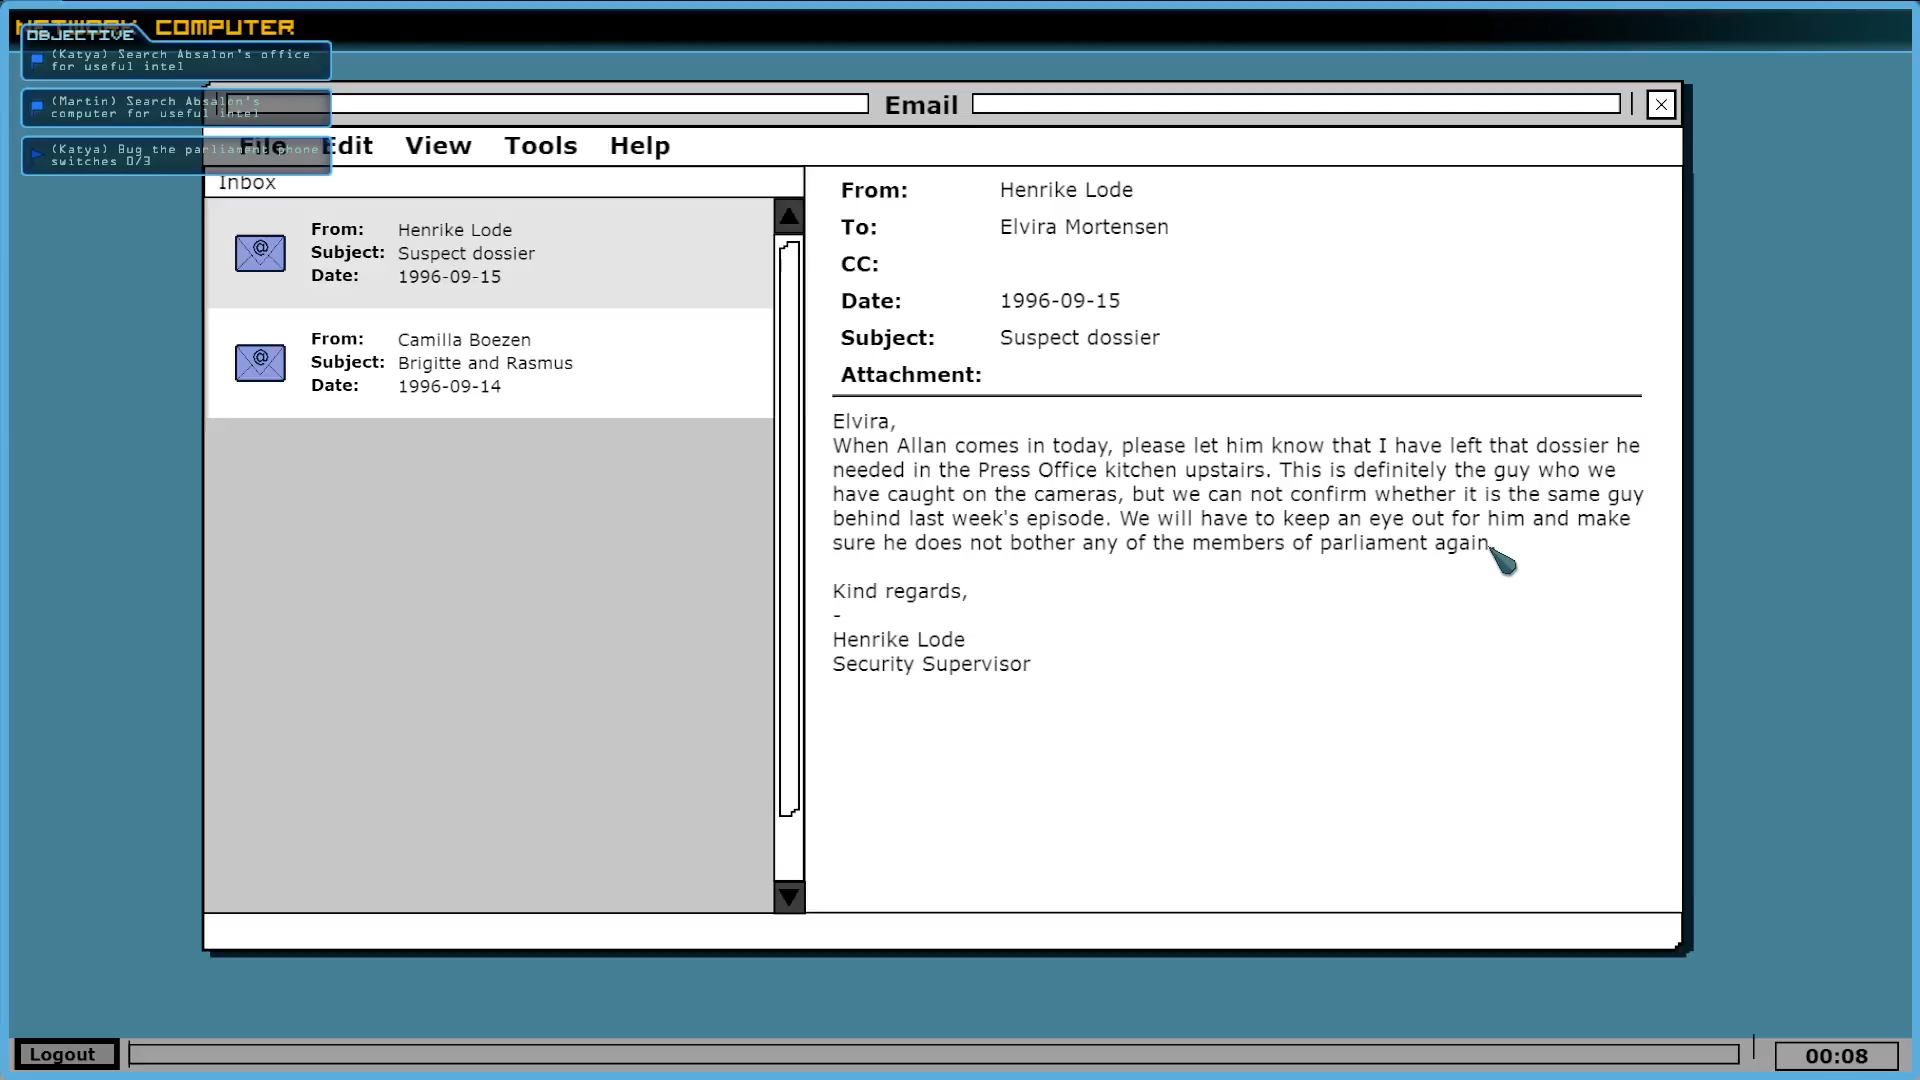 NETWORK COMPUTER
OBJECTIVE
(Katya) Search Absalon's office
for useful intel
(Martin) Search Absalon's
computer for useful intel
(Katya) Bug the parliament phone
switches 0/3
Email
File Edit View Tools Help
Inbox
From: Henrike Lode
Subject: Suspect dossier
Date: 1996-09-15
From: Camilla Boezen
Subject: Brigitte and Rasmus
Date: 1996-09-14
From: Henrike Lode
To: Elvira Mortensen
CC:
Date: 1996-09-15
Subject: Suspect dossier
Attachment:
Elvira,
When Allan comes in today, please let him know that I have left that dossier he
needed in the Press Office kitchen upstairs. This is definitely the guy who we
have caught on the cameras, but we can not confirm whether it is the same guy
behind last week's episode. We will have to keep an eye out for him and make
sure he does not bother any of the members of parliament again.
Kind regards,
-
Henrike Lode
Security Supervisor
Logout
00:08